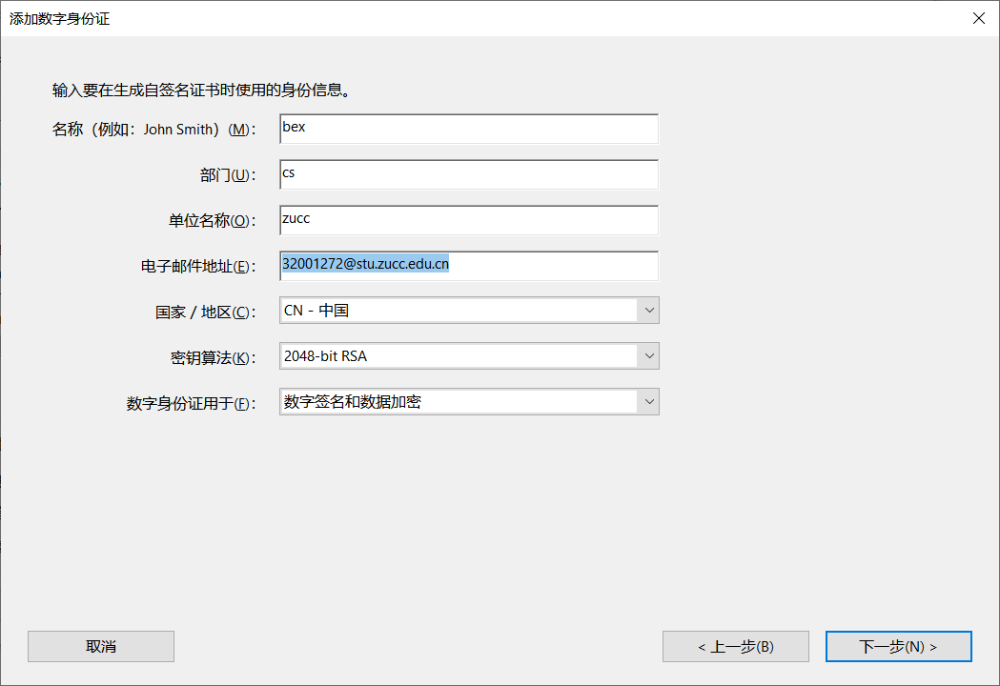 添加数字身份证
输入要在生成自签名证书时使用的身份信息。
名称（例如：John Smith）(M)： bex
部门(U)： cs
单位名称(O)： zucc
电子邮件地址(E)： 32001272@stu.zucc.edu.cn
国家 / 地区(C)： CN - 中国
密钥算法(K)： 2048-bit RSA
数字身份证用于(F)： 数字签名和数据加密
取消 < 上一步(B) 下一步(N) >